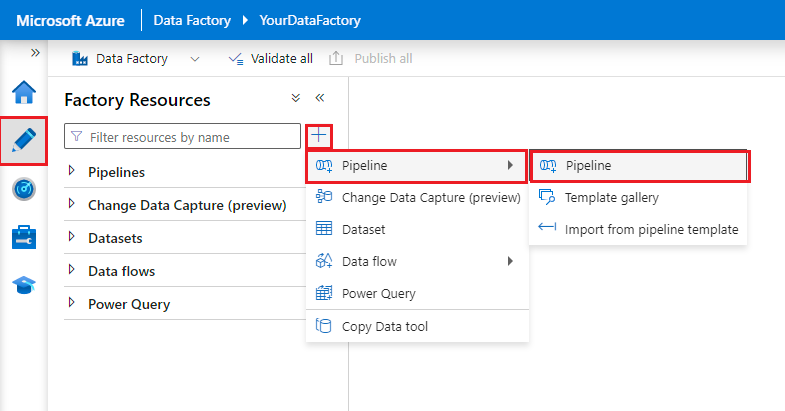 Microsoft Azure Data Factory YourDataFactory
Data Factory Validate all Publish all
Factory Resources
Filter resources by name
Pipelines
Change Data Capture (preview)
Datasets
Data flows
Power Query
Pipeline
Change Data Capture (preview)
Dataset
Data flow
Power Query
Copy Data tool
Pipeline
Template gallery
Import from pipeline template